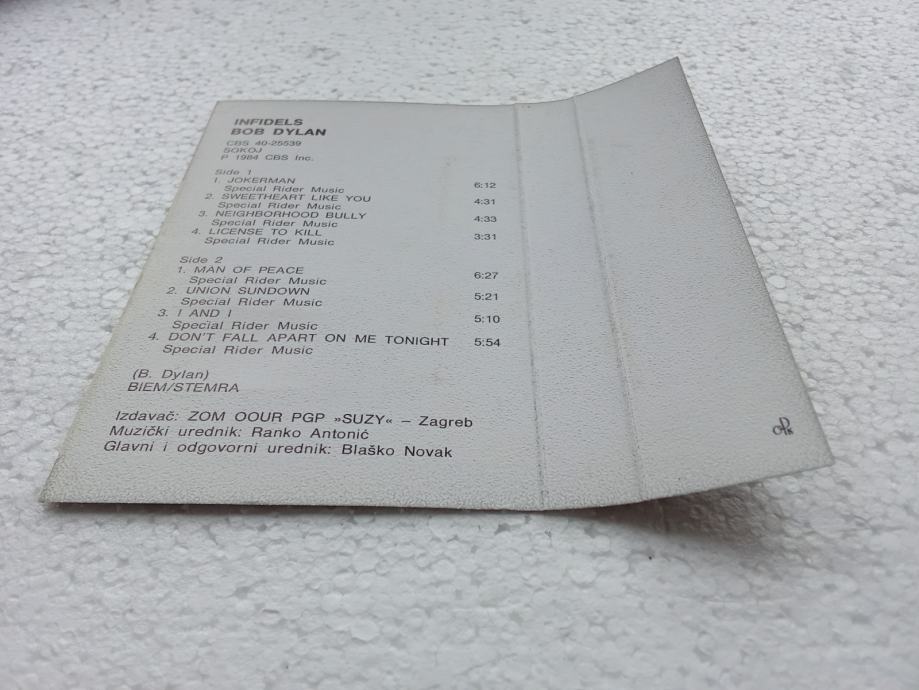 INFIDELS
BOB DYLAN
CBS 40-25539
SOKOJ
P 1984 CBS Inc.
Side 1
1. JOKERMAN
Special Rider Music 6:12
2. SWEETHEART LIKE YOU
Special Rider Music 4:31
3. NEIGHBORHOOD BULLY
Special Rider Music 4:33
4. LICENSE TO KILL
Special Rider Music 3:31
Side 2
1. MAN OF PEACE
Special Rider Music 6:27
2. UNION SUNDOWN
Special Rider Music 5:21
3. I AND I
Special Rider Music 5:10
4. DON'T FALL APART ON ME TONIGHT 5:54
Special Rider Music
(B. Dylan)
BIEM/STEMRA
Izdavač: ZOM OOUR PGP »SUZY« – Zagreb
Muzički urednik: Ranko Antonić
Glavni i odgovorni urednik: Blaško Novak